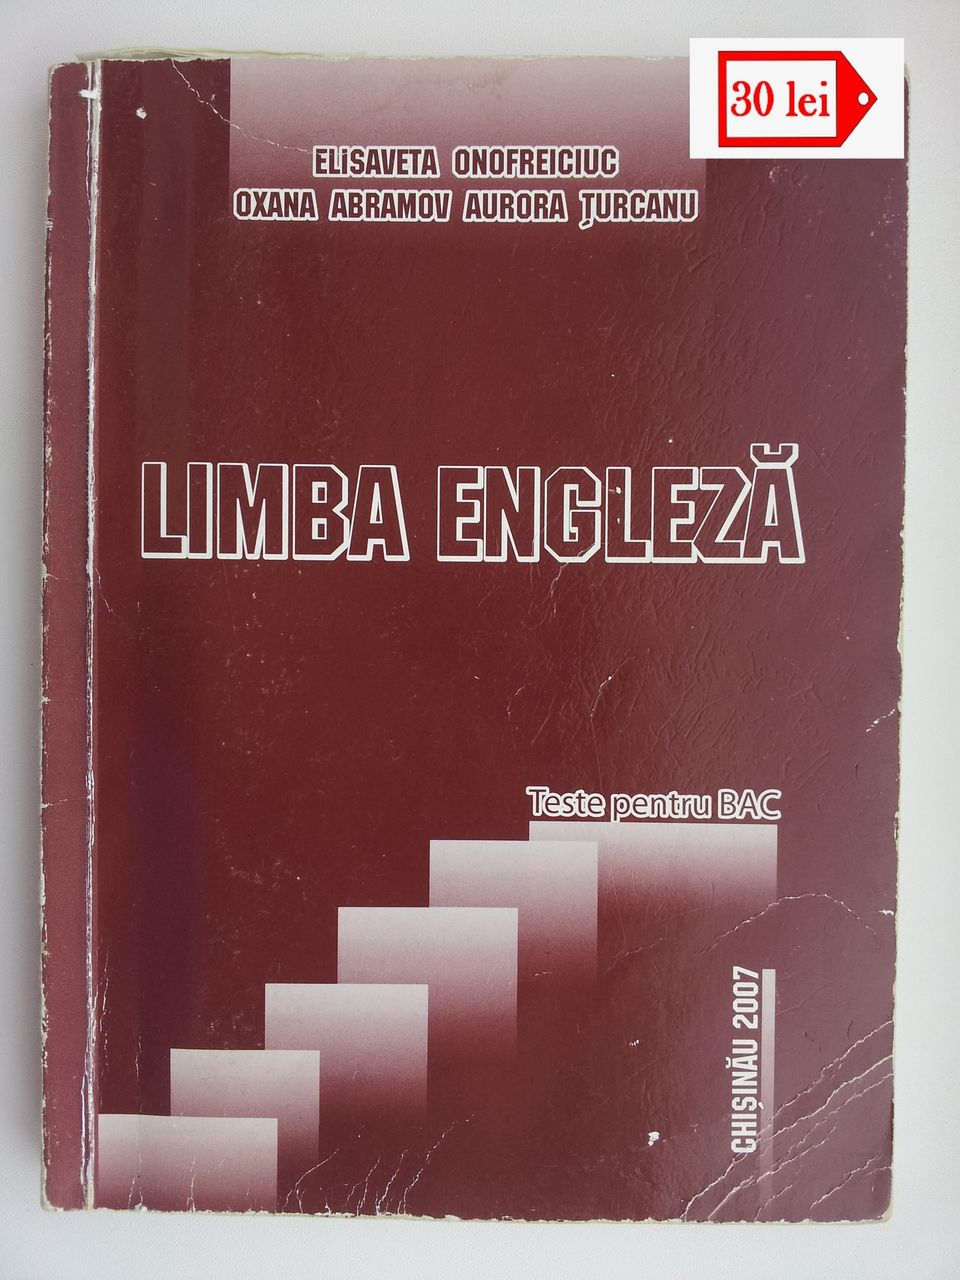 30 lei
ELISAVETA ONOFREICIUC
OXANA ABRAMOV AURORA ŢURCANU
LIMBA ENGLEZĂ
Teste pentru BAC
CHIŞINĂU 2007